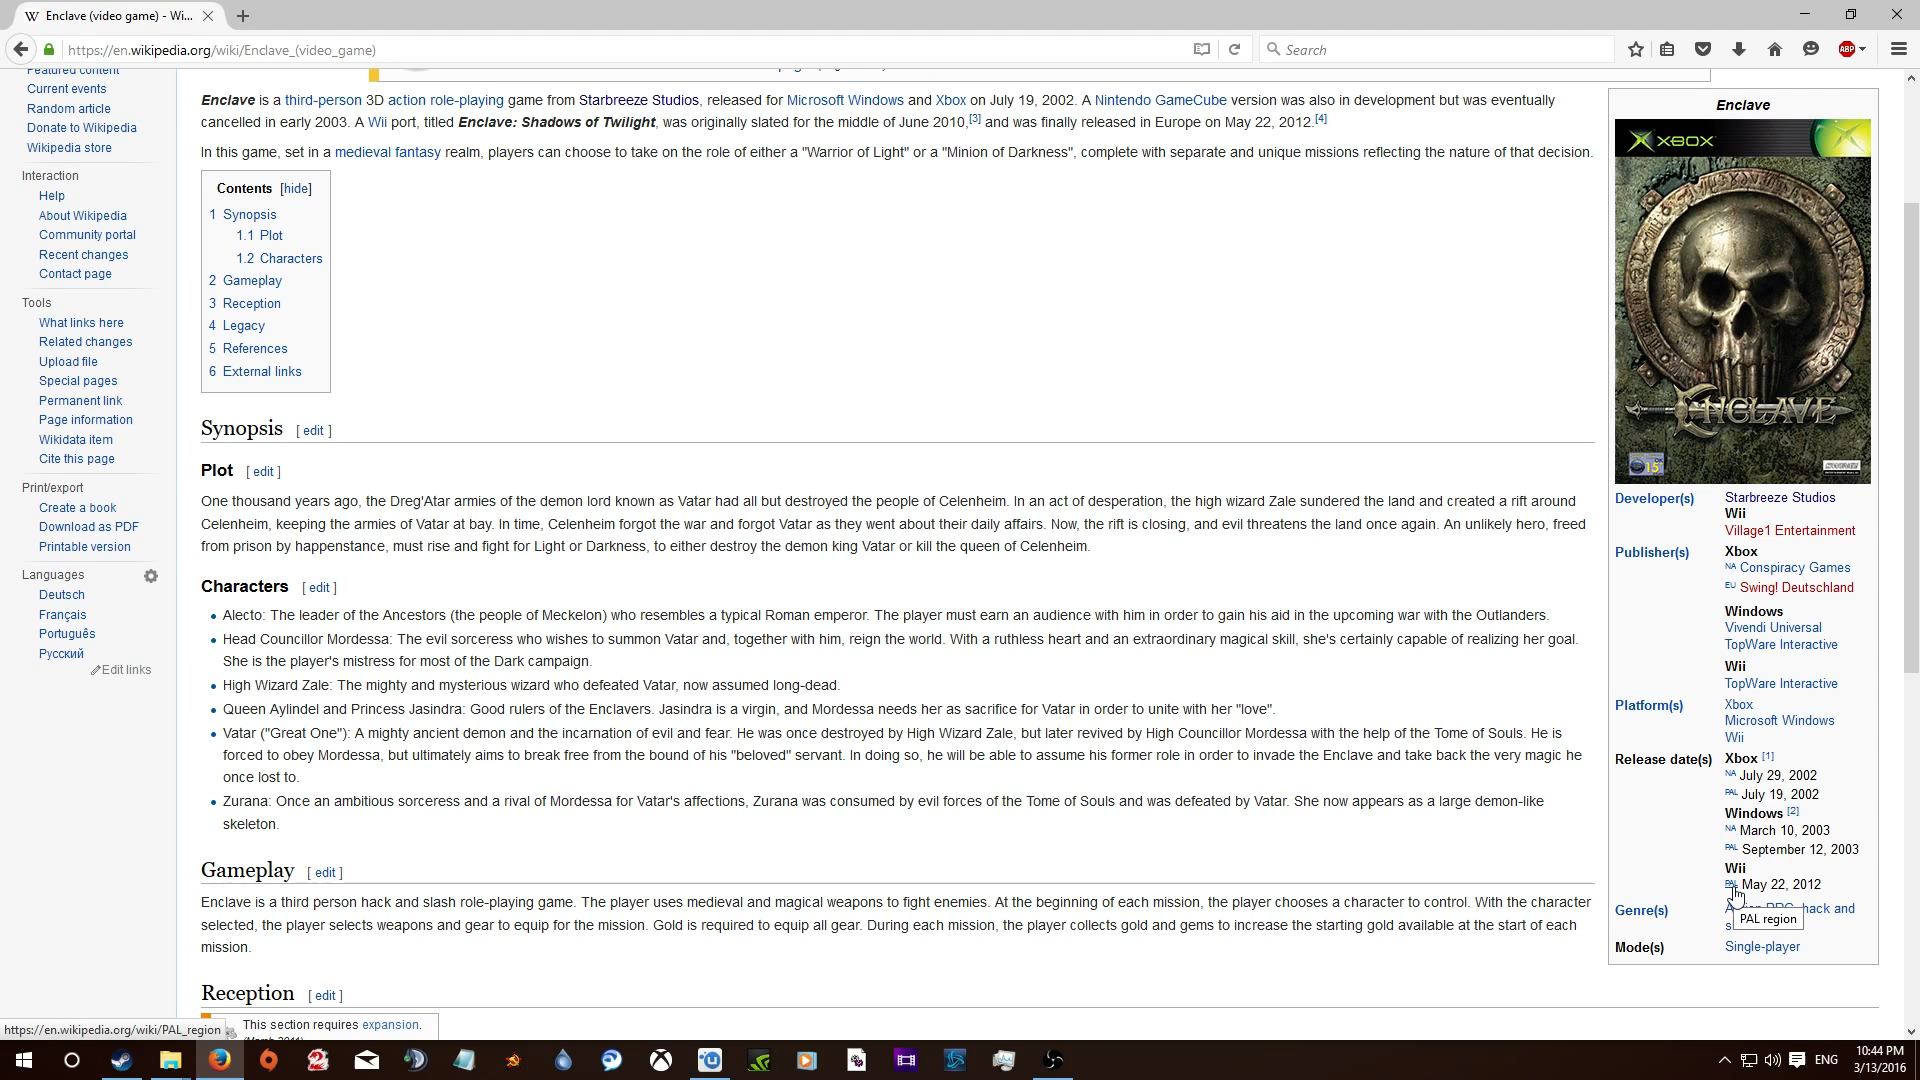 Enclave (video game) - Wi...
https://en.wikipedia.org/wiki/Enclave_(video_game)
Search
ABP
Featured content
Current events
Random article
Donate to Wikipedia
Wikipedia store
Interaction
Help
About Wikipedia
Community portal
Recent changes
Contact page
Tools
What links here
Related changes
Upload file
Special pages
Permanent link
Page information
Wikidata item
Cite this page
Print/export
Create a book
Download as PDF
Printable version
Languages
Deutsch
Français
Português
Русский
Edit links
Enclave is a third-person 3D action role-playing game from Starbreeze Studios, released for Microsoft Windows and Xbox on July 19, 2002. A Nintendo GameCube version was also in development but was eventually
cancelled in early 2003. A Wii port, titled Enclave: Shadows of Twilight, was originally slated for the middle of June 2010,[3] and was finally released in Europe on May 22, 2012.[4]
In this game, set in a medieval fantasy realm, players can choose to take on the role of either a "Warrior of Light" or a "Minion of Darkness", complete with separate and unique missions reflecting the nature of that decision.
Contents [hide]
1 Synopsis
1.1 Plot
1.2 Characters
2 Gameplay
3 Reception
4 Legacy
5 References
6 External links
Synopsis [ edit ]
Plot [ edit ]
One thousand years ago, the Dreg'Atar armies of the demon lord known as Vatar had all but destroyed the people of Celenheim. In an act of desperation, the high wizard Zale sundered the land and created a rift around
Celenheim, keeping the armies of Vatar at bay. In time, Celenheim forgot the war and forgot Vatar as they went about their daily affairs. Now, the rift is closing, and evil threatens the land once again. An unlikely hero, freed
from prison by happenstance, must rise and fight for Light or Darkness, to either destroy the demon king Vatar or kill the queen of Celenheim.
Characters [ edit ]
Alecto: The leader of the Ancestors (the people of Meckelon) who resembles a typical Roman emperor. The player must earn an audience with him in order to gain his aid in the upcoming war with the Outlanders.
Head Councillor Mordessa: The evil sorceress who wishes to summon Vatar and, together with him, reign the world. With a ruthless heart and an extraordinary magical skill, she's certainly capable of realizing her goal.
She is the player's mistress for most of the Dark campaign.
High Wizard Zale: The mighty and mysterious wizard who defeated Vatar, now assumed long-dead.
Queen Aylindel and Princess Jasindra: Good rulers of the Enclavers. Jasindra is a virgin, and Mordessa needs her as sacrifice for Vatar in order to unite with her "love".
Vatar ("Great One"): A mighty ancient demon and the incarnation of evil and fear. He was once destroyed by High Wizard Zale, but later revived by High Councillor Mordessa with the help of the Tome of Souls. He is
forced to obey Mordessa, but ultimately aims to break free from the bound of his "beloved" servant. In doing so, he will be able to assume his former role in order to invade the Enclave and take back the very magic he
once lost to.
Zurana: Once an ambitious sorceress and a rival of Mordessa for Vatar's affections, Zurana was consumed by evil forces of the Tome of Souls and was defeated by Vatar. She now appears as a large demon-like
skeleton.
Gameplay [ edit ]
Enclave is a third person hack and slash role-playing game. The player uses medieval and magical weapons to fight enemies. At the beginning of each mission, the player chooses a character to control. With the character
selected, the player selects weapons and gear to equip for the mission. Gold is required to equip all gear. During each mission, the player collects gold and gems to increase the starting gold available at the start of each
mission.
Reception [ edit ]
This section requires expansion.
Enclave
XBOX
ENCLAVE
15
Developer(s) Starbreeze Studios
Wii
Village1 Entertainment
Publisher(s) Xbox
NA Conspiracy Games
EU Swing! Deutschland
Windows
Vivendi Universal
TopWare Interactive
Wii
TopWare Interactive
Platform(s) Xbox
Microsoft Windows
Wii
Release date(s) Xbox [1]
NA July 29, 2002
PAL July 19, 2002
Windows [2]
NA March 10, 2003
PAL September 12, 2003
Wii
PAL May 22, 2012
Genre(s) hack and
PAL region
Mode(s) Single-player
https://en.wikipedia.org/wiki/PAL_region
ENG
10:44 PM
3/13/2016